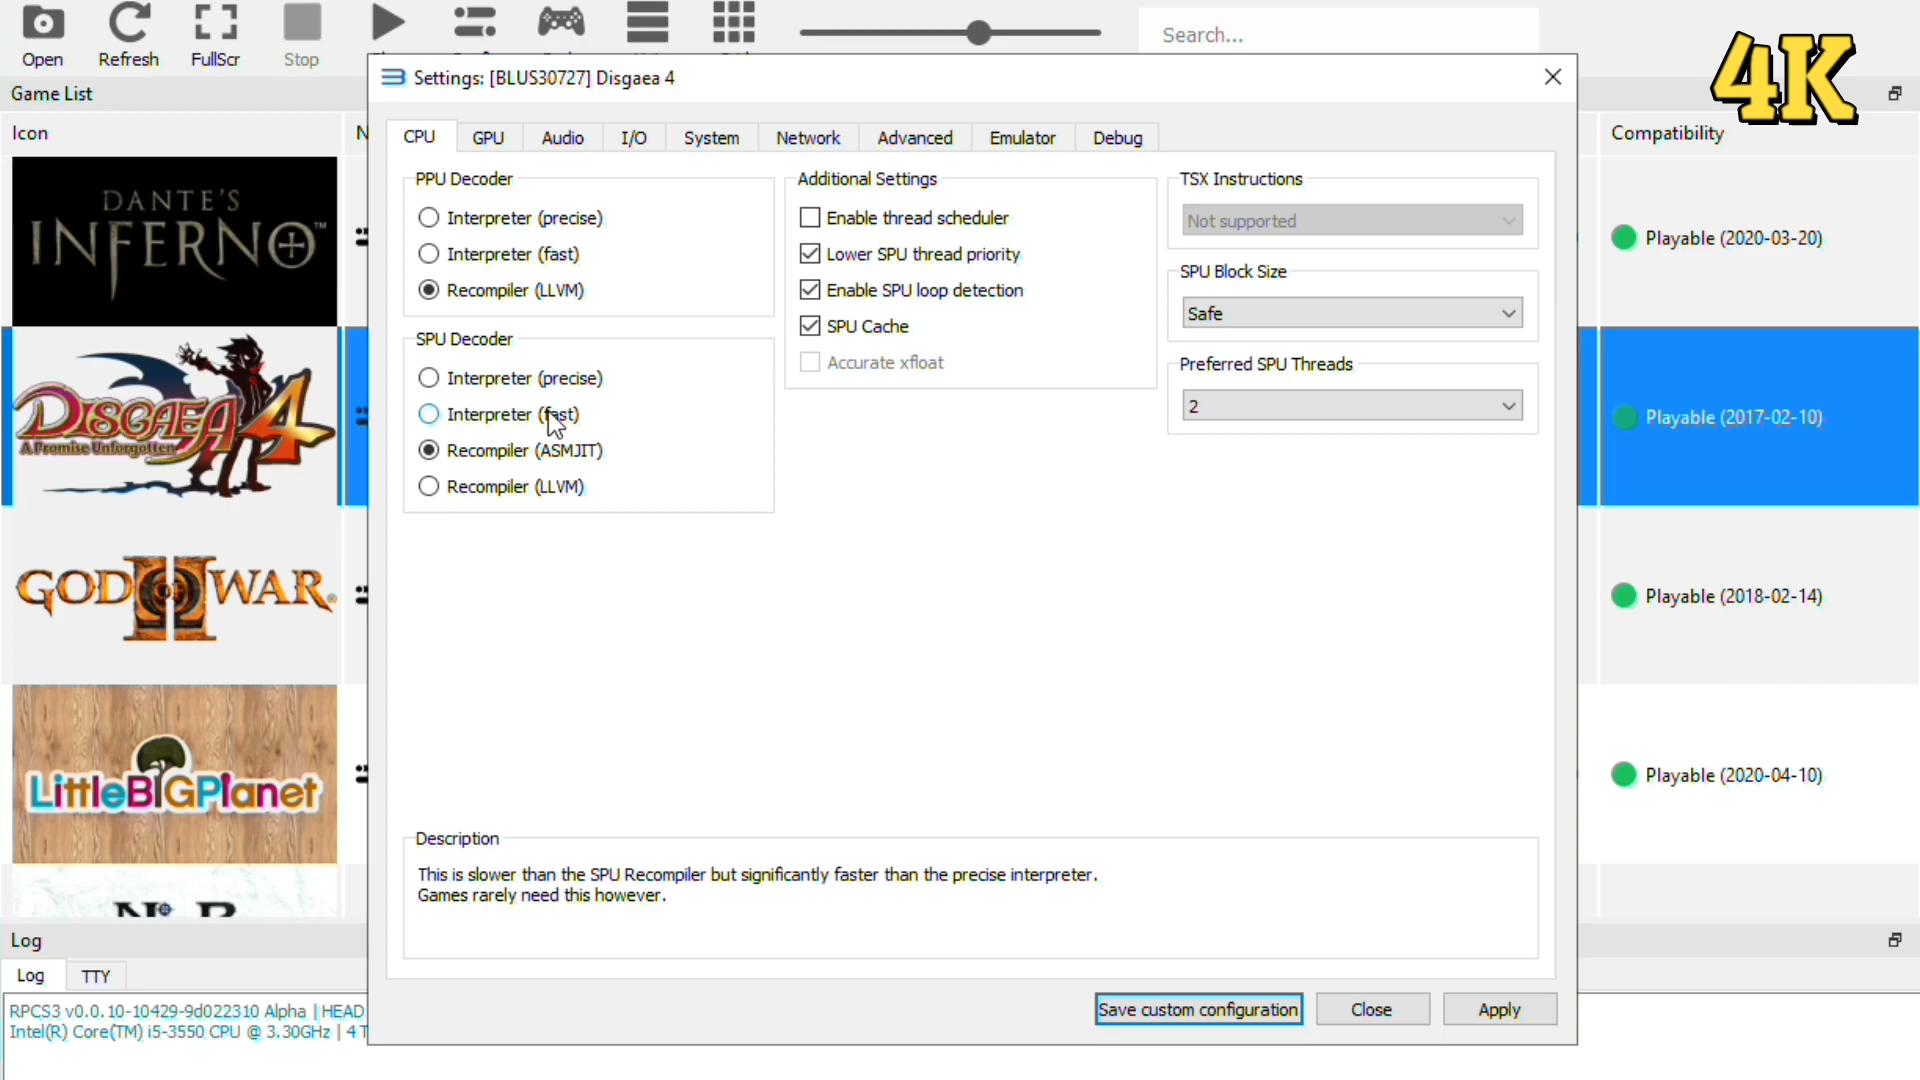 Open
Refresh
FullScr
Stop
Search...
4K
Game List
Icon
Compatibility
Settings: [BLUS30727] Disgaea 4
CPU
GPU
Audio
I/O
System
Network
Advanced
Emulator
Debug
PPU Decoder
Interpreter (precise)
Interpreter (fast)
Recompiler (LLVM)
SPU Decoder
Interpreter (precise)
Interpreter (fast)
Recompiler (ASMJIT)
Recompiler (LLVM)
Additional Settings
Enable thread scheduler
Lower SPU thread priority
Enable SPU loop detection
SPU Cache
Accurate xfloat
TSX Instructions
Not supported
SPU Block Size
Safe
Preferred SPU Threads
2
Description
This is slower than the SPU Recompiler but significantly faster than the precise interpreter.
Games rarely need this however.
Save custom configuration
Close
Apply
DANTE'S
INFERNO™
DISGAEA 4
A Promise Unforgotten
GOD OF WAR®
II
LittleBIGPlanet
Playable (2020-03-20)
Playable (2017-02-10)
Playable (2018-02-14)
Playable (2020-04-10)
Log
Log
TTY
RPCS3 v0.0.10-10429-9d022310 Alpha | HEAD
Intel(R) Core(TM) i5-3550 CPU @ 3.30GHz | 4 T